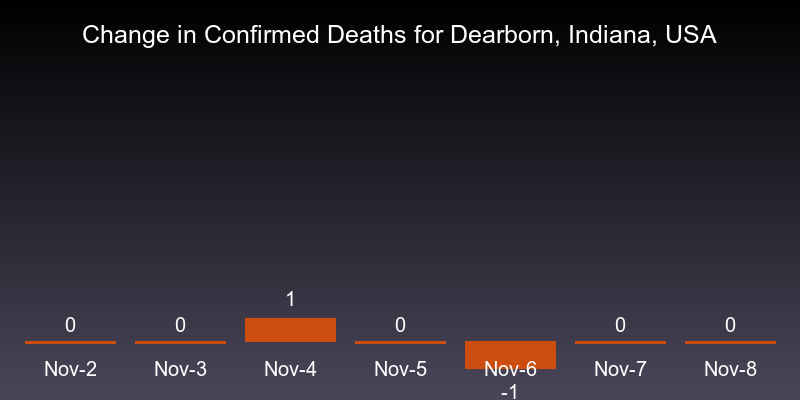 Change in Confirmed Deaths for Dearborn, Indiana, USA
0 0 1 0 0 0
Nov-2 Nov-3 Nov-4 Nov-5 Nov-6 Nov-7 Nov-8
-1